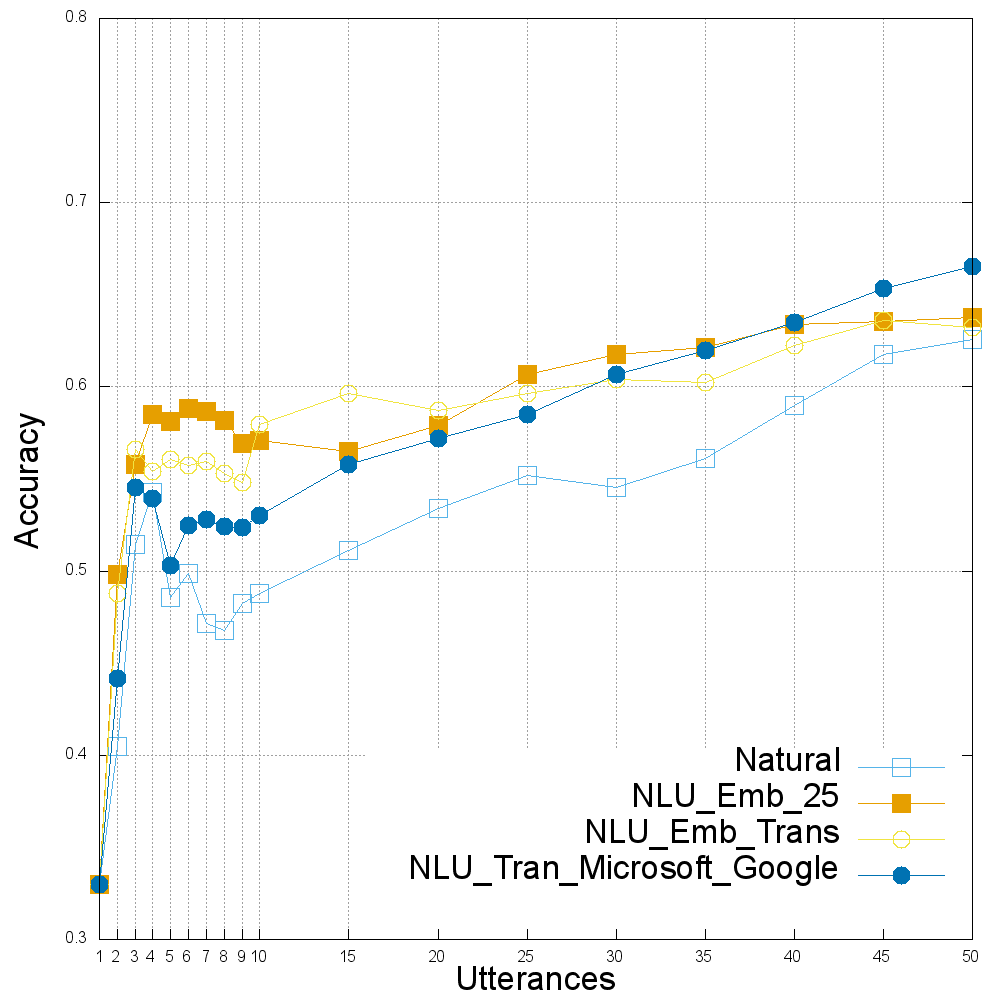 0.8
0.7
0.6
0.5
0.4
0.3
Accuracy
Natural
NLU_Emb_25
NLU_Emb_Trans
NLU_Tran_Microsoft_Google
1 2 3 4 5 6 7 8 9 10 15 20 25 30 35 40 45 50
Utterances